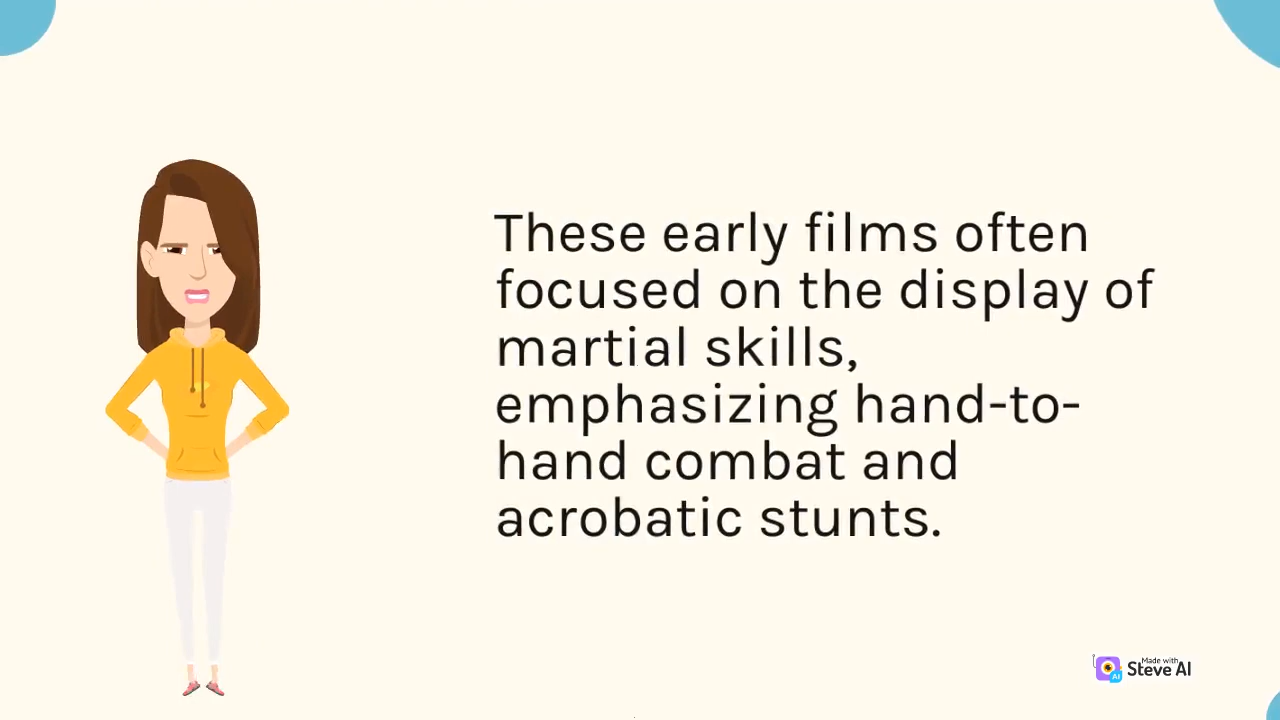 These early films often
focused on the display of
martial skills,
emphasizing hand-to-
hand combat and
acrobatic stunts.
Made with
Steve AI
AI